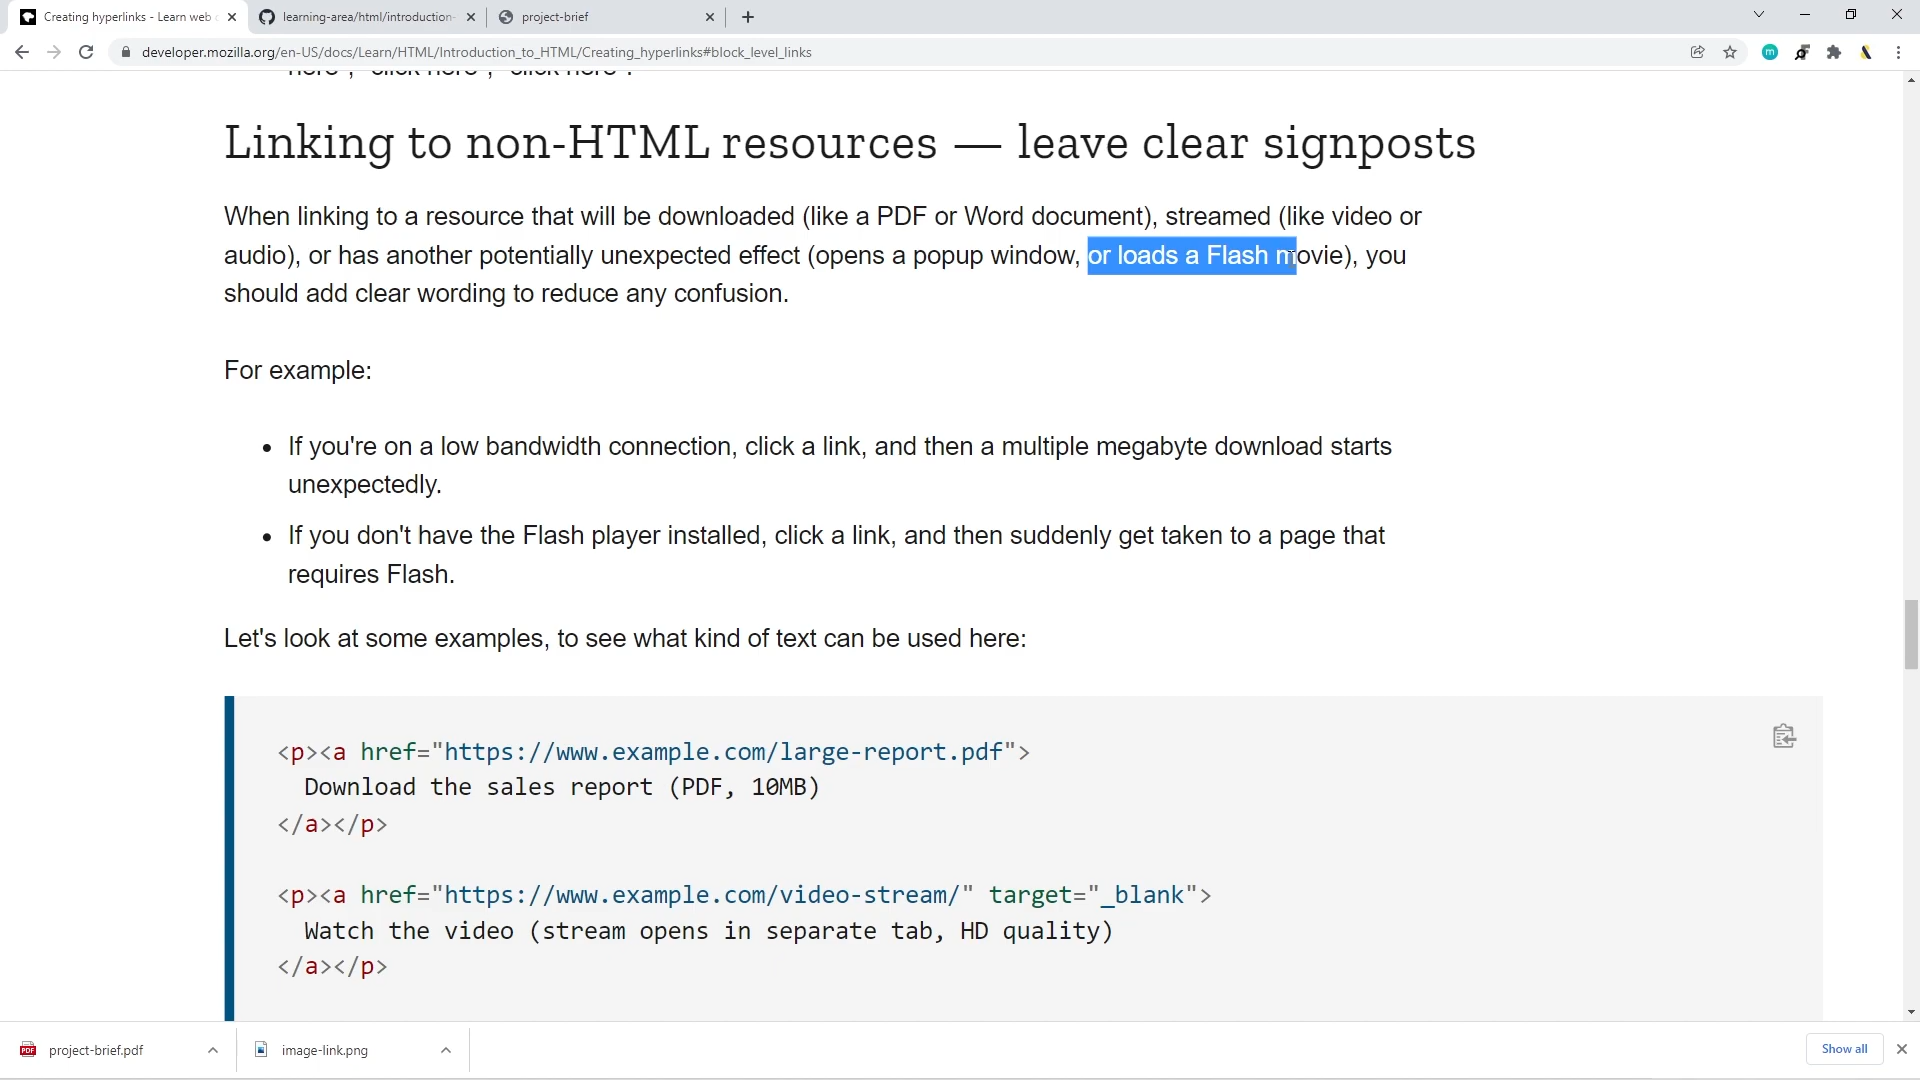 Creating hyperlinks - Learn web
learning-area/html/introduction-
project-brief
developer.mozilla.org/en-US/docs/Learn/HTML/Introduction_to_HTML/Creating_hyperlinks#block_level_links
here", "click here", "click here".
Linking to non-HTML resources — leave clear signposts
When linking to a resource that will be downloaded (like a PDF or Word document), streamed (like video or
audio), or has another potentially unexpected effect (opens a popup window, or loads a Flash movie), you
should add clear wording to reduce any confusion.
For example:
• If you're on a low bandwidth connection, click a link, and then a multiple megabyte download starts
unexpectedly.
• If you don't have the Flash player installed, click a link, and then suddenly get taken to a page that
requires Flash.
Let's look at some examples, to see what kind of text can be used here:
<p><a href="https://www.example.com/large-report.pdf">
Download the sales report (PDF, 10MB)
</a></p>
<p><a href="https://www.example.com/video-stream/" target="_blank">
Watch the video (stream opens in separate tab, HD quality)
</a></p>
project-brief.pdf
image-link.png
Show all